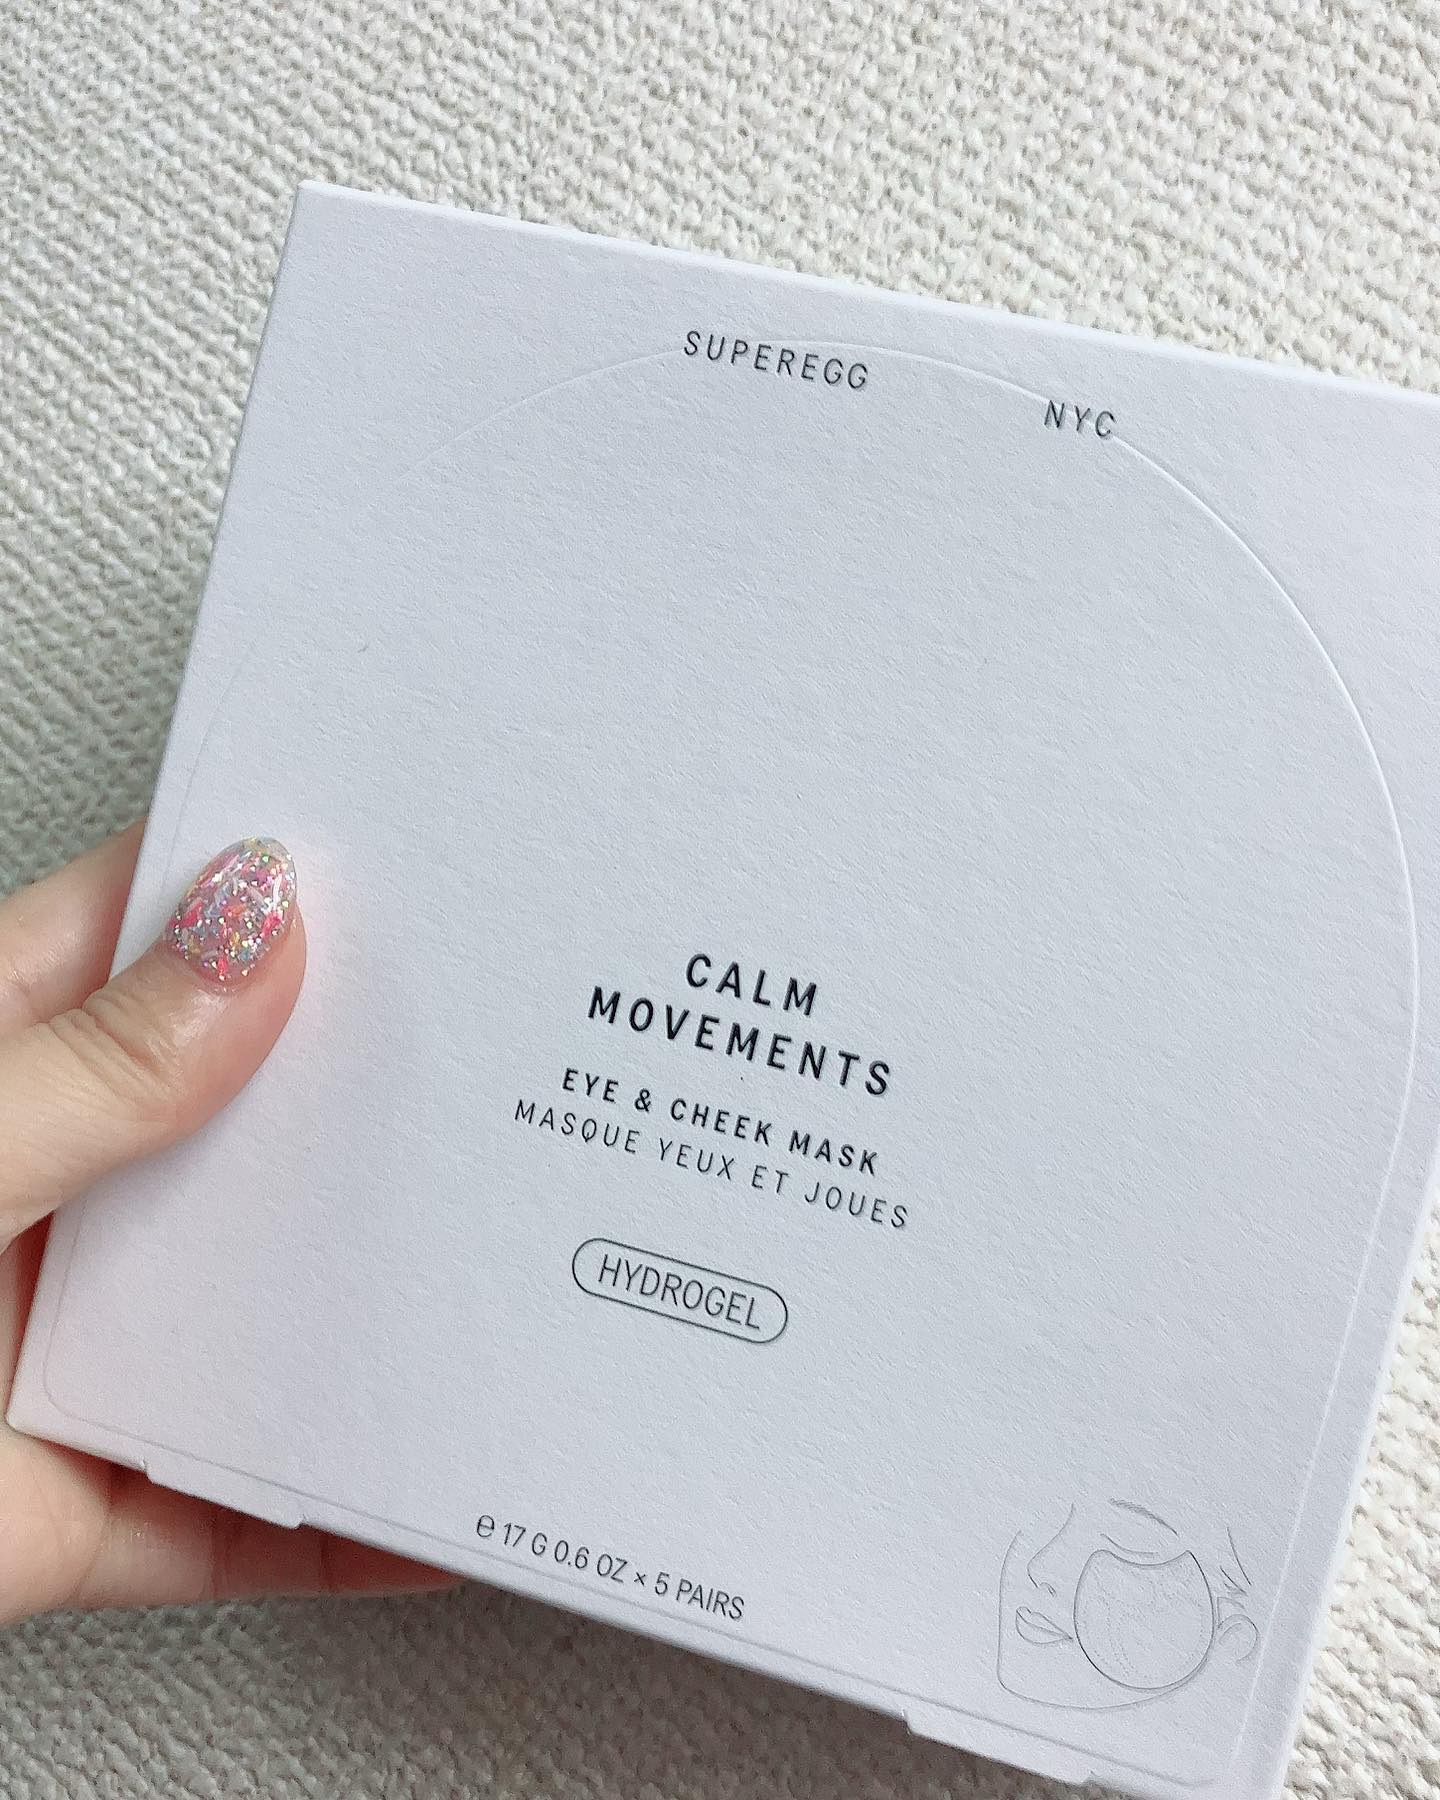 SUPEREGG NYC
CALM
MOVEMENTS
EYE & CHEEK MASK
MASQUE YEUX ET JOUES
HYDROGEL
℮ 17 G 0.6 OZ × 5 PAIRS